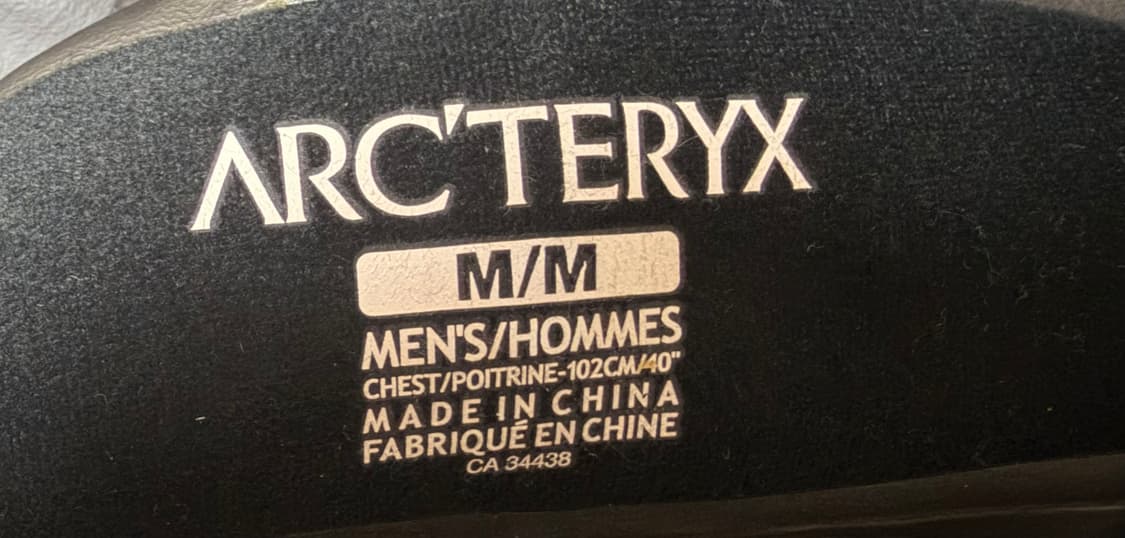 ARC'TERYX
M/M
MEN'S/HOMMES
CHEST/POITRINE-102CM/40"
MADE IN CHINA
FABRIQUÉ EN CHINE
CA 34438